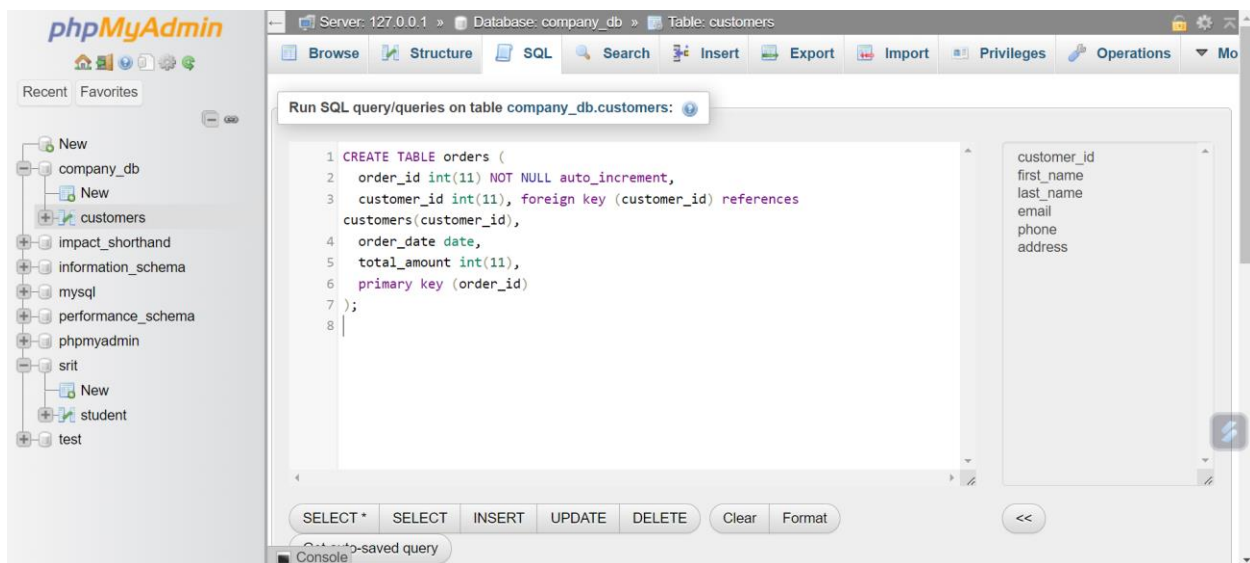 phpMyAdmin
Recent Favorites
New
company_db
New
customers
impact_shorthand
information_schema
mysql
performance_schema
phpmyadmin
srit
New
student
test
Server: 127.0.0.1 » Database: company_db » Table: customers
Browse Structure SQL Search Insert Export Import Privileges Operations Mo
Run SQL query/queries on table company_db.customers:
1 CREATE TABLE orders (
2 order_id int(11) NOT NULL auto_increment,
3 customer_id int(11), foreign key (customer_id) references
customers(customer_id),
4 order_date date,
5 total_amount int(11),
6 primary key (order_id)
7 );
8
customer_id
first_name
last_name
email
phone
address
SELECT * SELECT INSERT UPDATE DELETE Clear Format <<
auto-saved query
Console